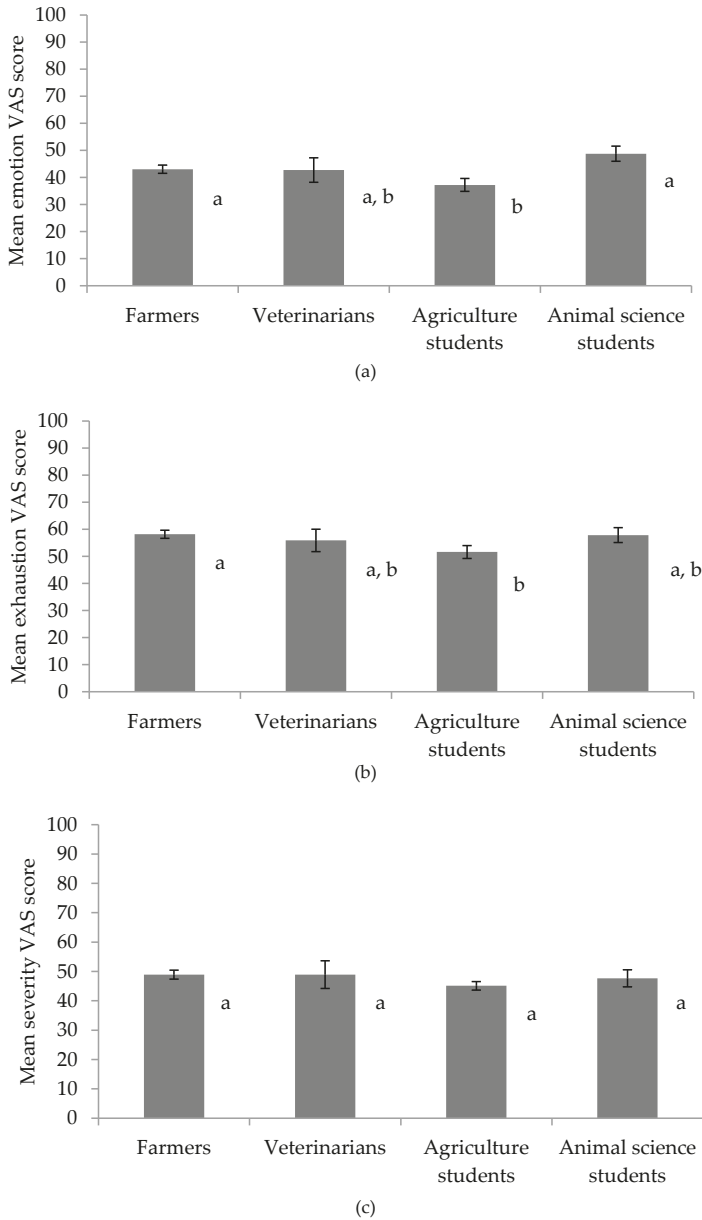 Mean emotion VAS score
100
90
80
70
60
50
40
30
20
10
0
a
a, b
b
a
Farmers
Veterinarians
Agriculture
students
Animal science
students
(a)
Mean exhaustion VAS score
100
90
80
70
60
50
40
30
20
10
0
a
a, b
b
a, b
Farmers
Veterinarians
Agriculture
students
Animal science
students
(b)
Mean severity VAS score
100
90
80
70
60
50
40
30
20
10
0
a
a
a
a
Farmers
Veterinarians
Agriculture
students
Animal science
students
(c)